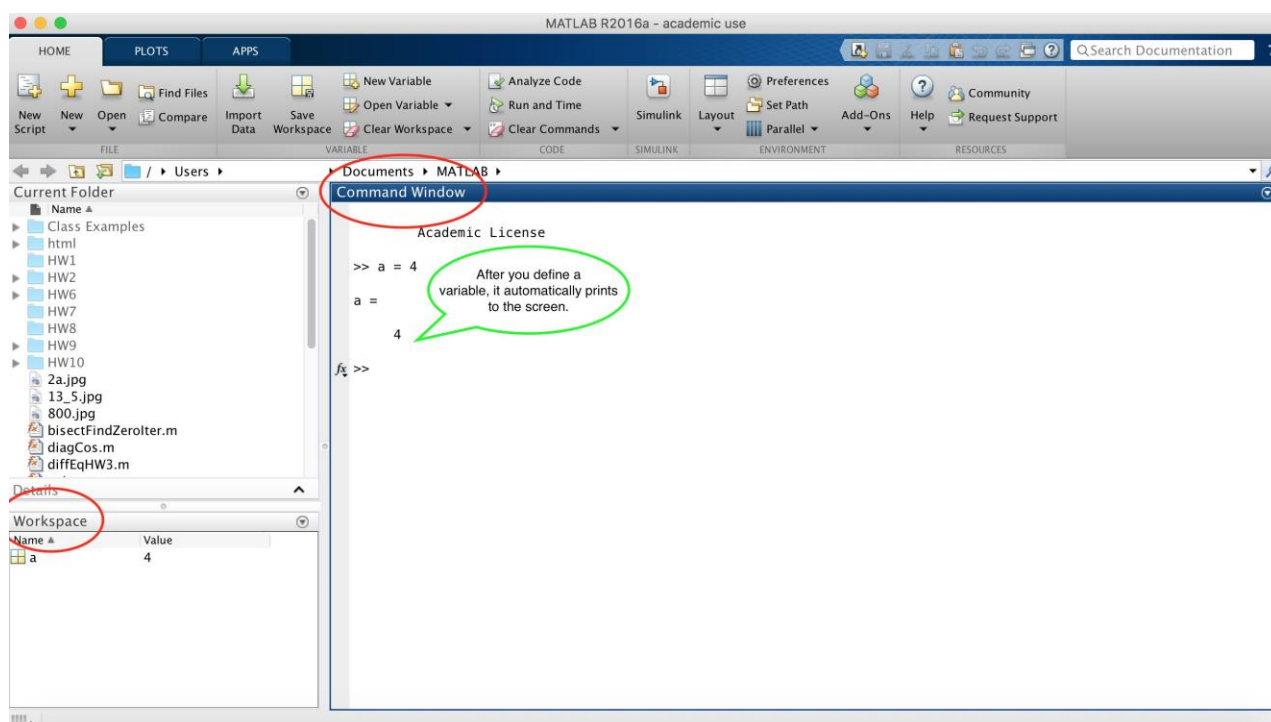 MATLAB R2016a - academic use
HOME PLOTS APPS
Search Documentation
New Script
New
Open
Find Files
Compare
Import Data
Save Workspace
New Variable
Open Variable
Clear Workspace
Analyze Code
Run and Time
Clear Commands
Simulink
Layout
Preferences
Set Path
Parallel
Add-Ons
Help
Community
Request Support
FILE VARIABLE CODE SIMULINK ENVIRONMENT RESOURCES
/ Users Documents MATLAB
Current Folder
Name
Class Examples
html
HW1
HW2
HW6
HW7
HW8
HW9
HW10
2a.jpg
13_5.jpg
800.jpg
bisectFindZeroIter.m
diagCos.m
diffEqHW3.m
Details
Workspace
Name Value
a 4
Command Window
Academic License
>> a = 4
a =
4
fx >>
After you define a
variable, it automatically prints
to the screen.